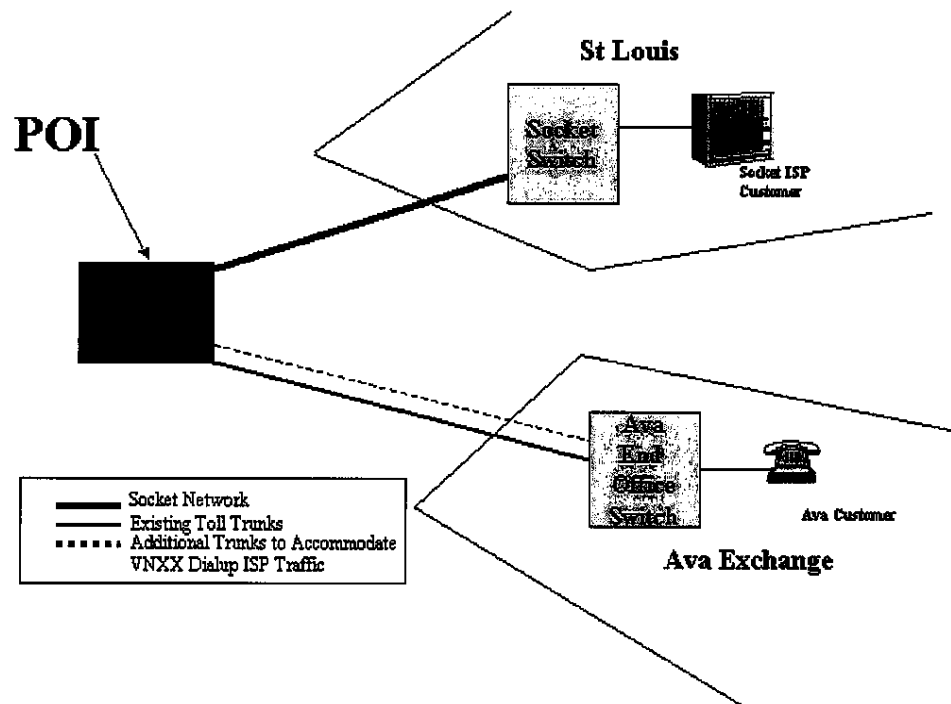 St Louis
POI
Socket
Switch
Socket ISP
Customer
Ava
End
Office
Switch
Ava Customer
Ava Exchange
Socket Network
Existing Toll Trunks
Additional Trunks to Accommodate
VNXX Dialup ISP Traffic